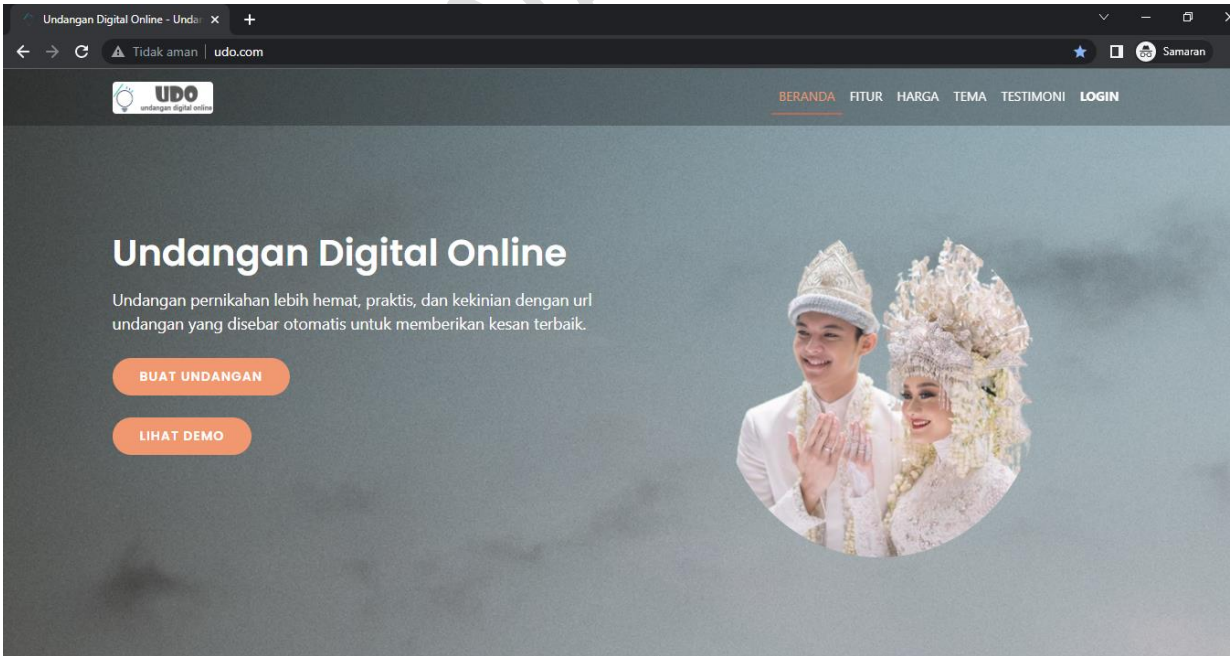 Undangan Digital Online - Undan
Tidak aman | udo.com
Samaran
UDO
undangan digital online
BERANDA FITUR HARGA TEMA TESTIMONI LOGIN
Undangan Digital Online
Undangan pernikahan lebih hemat, praktis, dan kekinian dengan url
undangan yang disebar otomatis untuk memberikan kesan terbaik.
BUAT UNDANGAN
LIHAT DEMO